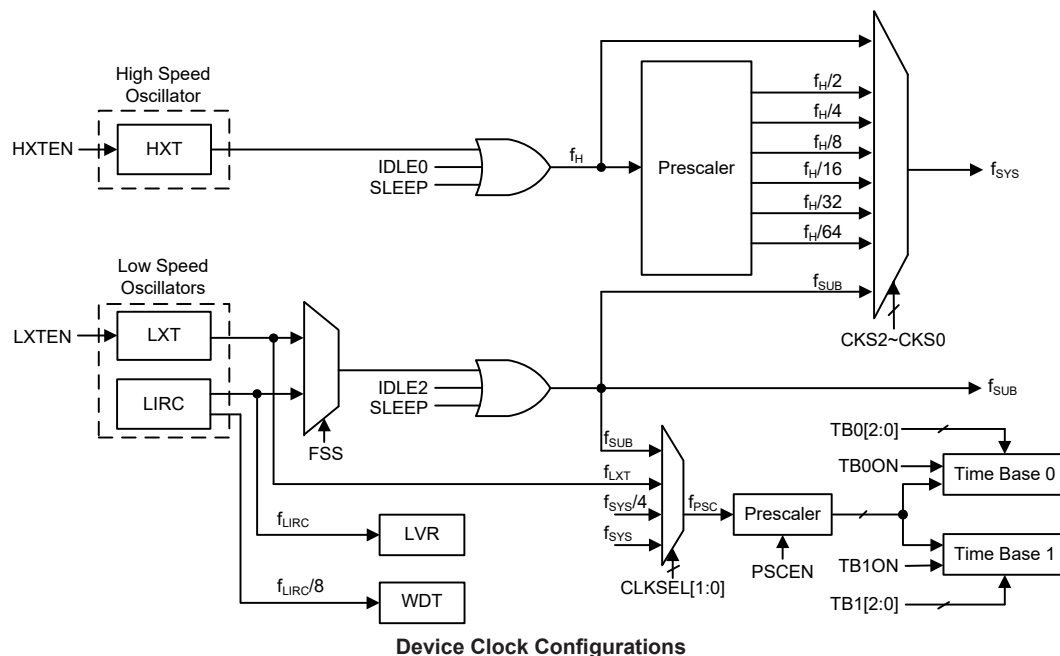 High Speed
Oscillator
HXTEN
HXT
IDLE0
SLEEP
fH
Prescaler
fH/2
fH/4
fH/8
fH/16
fH/32
fH/64
fSUB
CKS2~CKS0
fSYS
Low Speed
Oscillators
LXTEN
LXT
LIRC
FSS
IDLE2
SLEEP
fSUB
fSUB
fLXT
fSYS/4
fSYS
CLKSEL[1:0]
fPSC
Prescaler
PSCEN
TB0[2:0]
TB0ON
Time Base 0
Time Base 1
TB1ON
TB1[2:0]
fLIRC
LVR
fLIRC/8
WDT
Device Clock Configurations